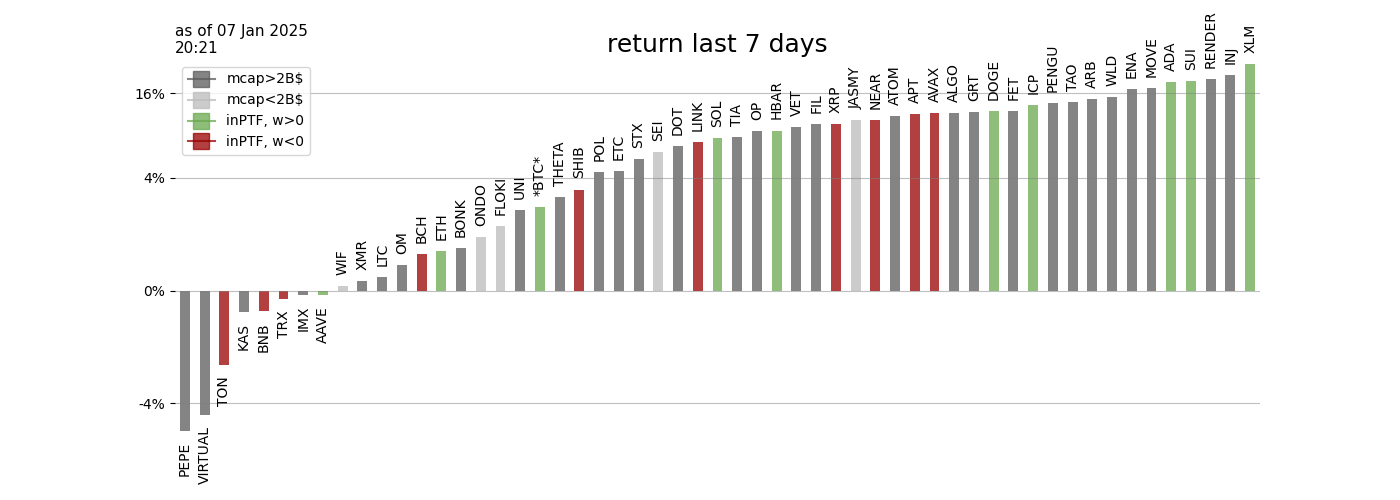 as of 07 Jan 2025
20:21
return last 7 days
mcap>2B$
mcap<2B$
inPTF, w>0
inPTF, w<0
16%
4%
0%
-4%
PEPE
VIRTUAL
TON
KAS
BNB
TRX
IMX
AAVE
WIF
XMR
LTC
OM
BCH
ETH
BONK
ONDO
FLOKI
UNI
*BTC*
THETA
SHIB
POL
ETC
STX
SEI
DOT
LINK
SOL
TIA
OP
HBAR
VET
FIL
XRP
JASMY
NEAR
ATOM
APT
AVAX
ALGO
GRT
DOGE
FET
ICP
PENGU
TAO
ARB
WLD
ENA
MOVE
ADA
SUI
RENDER
INJ
XLM